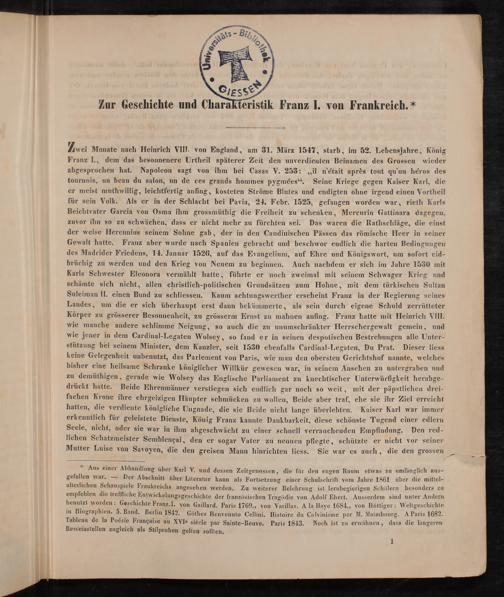 Universitäts-Bibliothek
GIESSEN
Zur Geschichte und Charakteristik Franz I. von Frankreich.*
Zwei Monate nach Heinrich VIII. von England, am 31. März 1547, starb, im 52. Lebensjahre, König
Franz I., dem das besonnenere Urtheil späterer Zeit den unverdienten Beinamen des Grossen wieder
abgesprochen hat. Napoleon sagt von ihm bei Casas V. 253: „il n'était après tout qu'un héros des
tournois, un beau du salon, un de ces grands hommes pygmées“. Seine Kriege gegen Kaiser Karl, die
er meist muthwillig, leichtfertig anfing, kosteten Ströme Blutes und endigten ohne irgend einen Vortheil
für sein Volk. Als er in der Schlacht bei Pavia, 24. Febr. 1525, gefangen worden war, rieth Karls
Beichtvater Garcia von Osma ihm grossmüthig die Freiheit zu schenken, Mercurin Gattinara dagegen,
zuvor ihn so zu schwächen, dass er nicht mehr zu fürchten sei. Das waren die Rathschläge, die einst
der weise Herennius seinem Sohne gab, der in den Caudinischen Pässen das römische Heer in seiner
Gewalt hatte. Franz aber wurde nach Spanien gebracht und beschwor endlich die harten Bedingungen
des Madrider Friedens, 14. Januar 1526, auf das Evangelium, auf Ehre und Königswort, um sofort eid-
brüchig zu werden und den Krieg von Neuem zu beginnen. Auch nachdem er sich im Jahre 1530 mit
Karls Schwester Eleonora vermählt hatte, führte er noch zweimal mit seinem Schwager Krieg und
schämte sich nicht, allen christlich-politischen Grundsätzen zum Hohne, mit dem türkischen Sultan
Suleiman II. einen Bund zu schliessen. Kaum achtungswerther erscheint Franz in der Regierung seines
Landes, um die er sich überhaupt erst dann bekümmerte, als sein durch eigene Schuld zerrütteter
Körper zu grösserer Besonnenheit, zu grösserm Ernst zu mahnen anfing. Franz hatte mit Heinrich VIII.
wie manche andere schlimme Neigung, so auch die zu unumschränkter Herrschergewalt gemein, und
wie jener in dem Cardinal-Legaten Wolsey, so fand er in seinen despotischen Bestrebungen alle Unter-
stützung bei seinem Minister, dem Kanzler, seit 1530 ebenfalls Cardinal-Legaten, Du Prat. Dieser liess
keine Gelegenheit unbenutzt, das Parlement von Paris, wie man den obersten Gerichtshof nannte, welches
bisher eine heilsame Schranke königlicher Willkür gewesen war, in seinem Ansehen zu untergraben und
zu demüthigen, gerade wie Wolsey das Englische Parliament zu knechtischer Unterwürfigkeit herabge-
drückt hatte. Beide Ehrenmänner verstiegen sich endlich gar noch so weit, mit der päpstlichen drei-
fachen Krone ihre ehrgeizigen Häupter schmücken zu wollen, Beide aber traf, ehe sie ihr Ziel erreicht
hatten, die verdiente königliche Ungnade, die sie Beide nicht lange überlebten. Kaiser Karl war immer
erkenntlich für geleistete Dienste, König Franz kannte Dankbarkeit, diese schönste Tugend einer edlern
Seele, nicht, oder sie war in ihm abgeschwächt zu einer schnell verrauchenden Empfindung. Den red-
lichen Schatzmeister Semblençai, den er sogar Vater zu nennen pflegte, schützte er nicht vor seiner
Mutter Luise von Savoyen, die den greisen Mann hinrichten liess. Sie war es auch, die den grossen
* Aus einer Abhandlung über Karl V. und dessen Zeitgenossen, die für den engen Raum etwas zu umfänglich aus-
gefallen war. — Der Abschnitt über Literatur kann als Fortsetzung einer Schulschrift vom Jahre 1861 über die mittel-
alterlichen Schauspiele Frankreichs angesehen werden. Zu weiterer Belehrung ist lernbegierigen Schülern besonders zu
empfehlen die treffliche Entwickelungsgeschichte der französischen Tragödie von Adolf Ebert. Ausserdem sind unter Andern
benutzt worden: Geschichte Franz I. von Gaillard. Paris 1769., von Varillas. A la Haye 1684., von Böttiger: Weltgeschichte
in Biographien. 5. Band. Berlin 1842. Göthes Benvenuto Cellini. Histoire du Calvinisme par M. Maimbourg. A Paris 1682.
Tableau de la Poésie Française au XVIe siècle par Sainte-Beuve. Paris 1843. Noch ist zu erwähnen, dass die längeren
Beweisstellen zugleich als Stilproben gelten sollten.
1